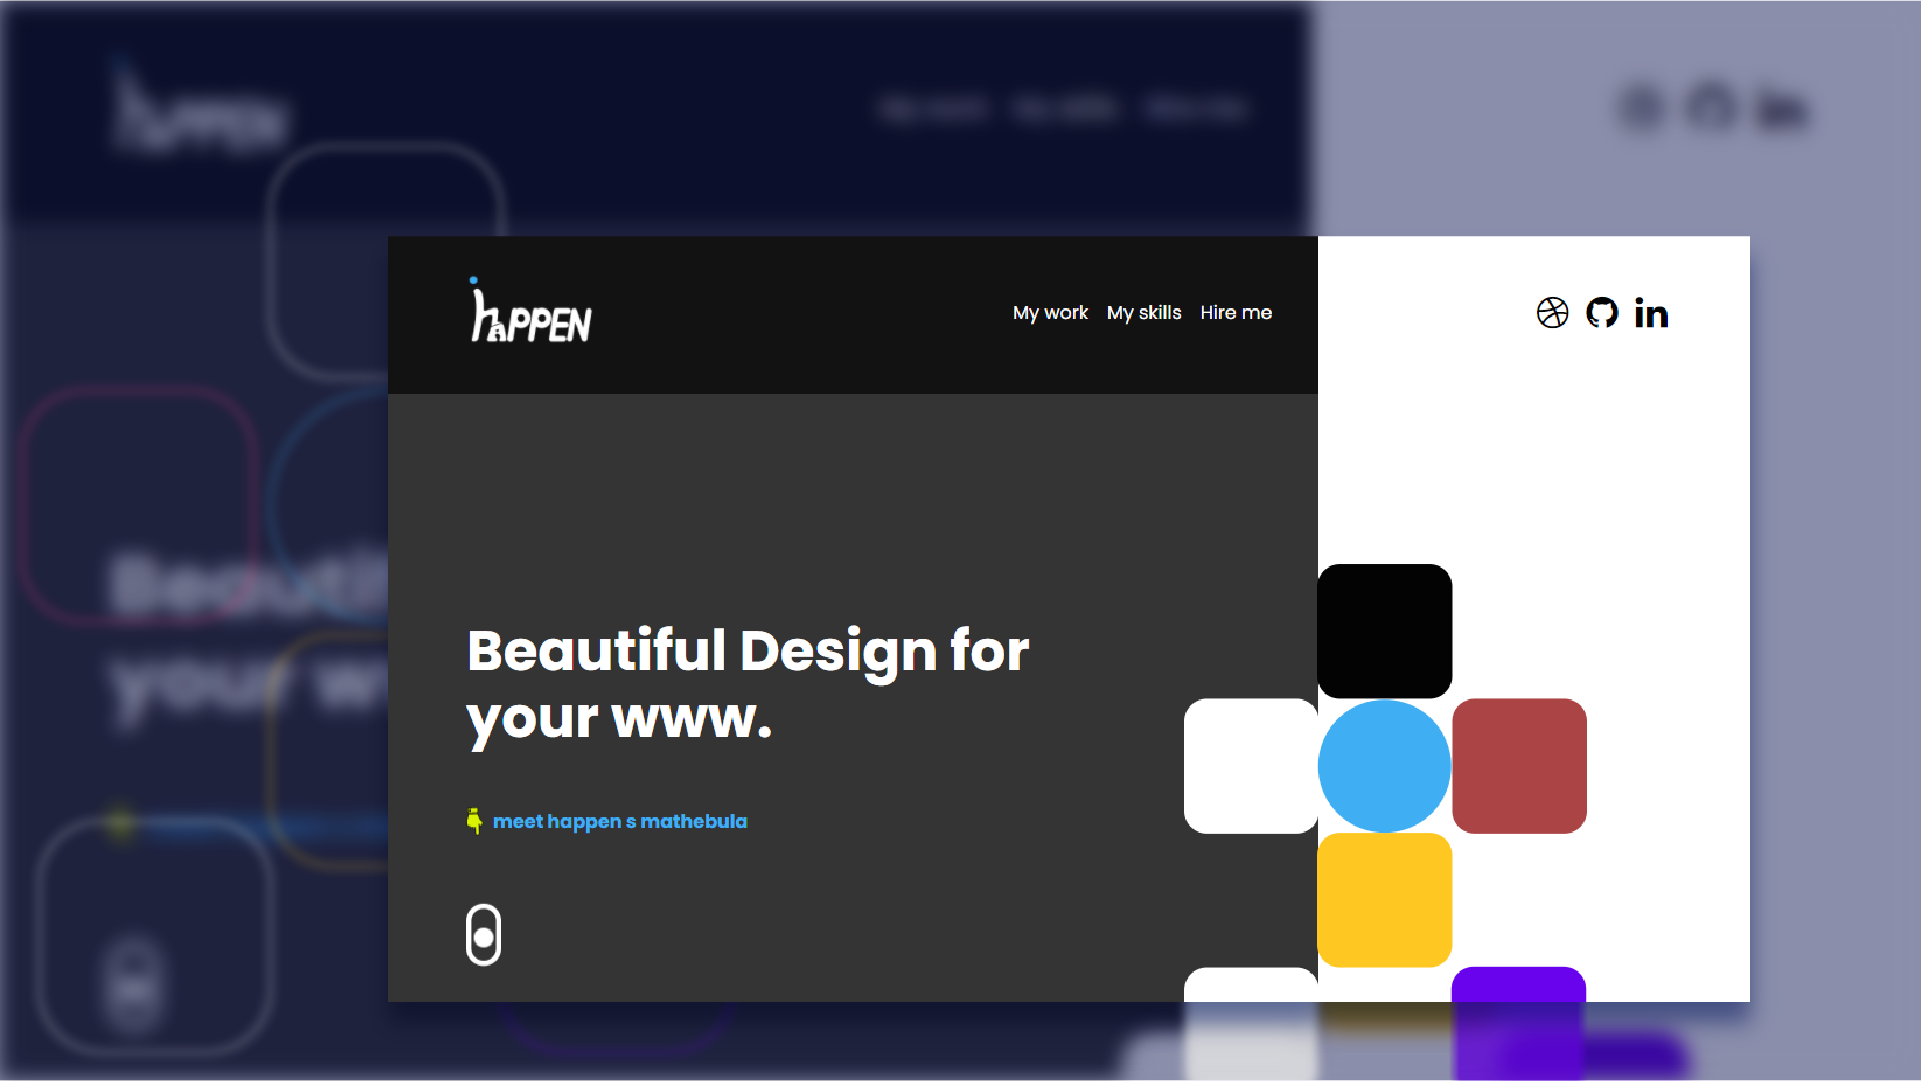 happen
My work My skills Hire me
in
Beautiful Design for
your www.
meet happen s mathebula